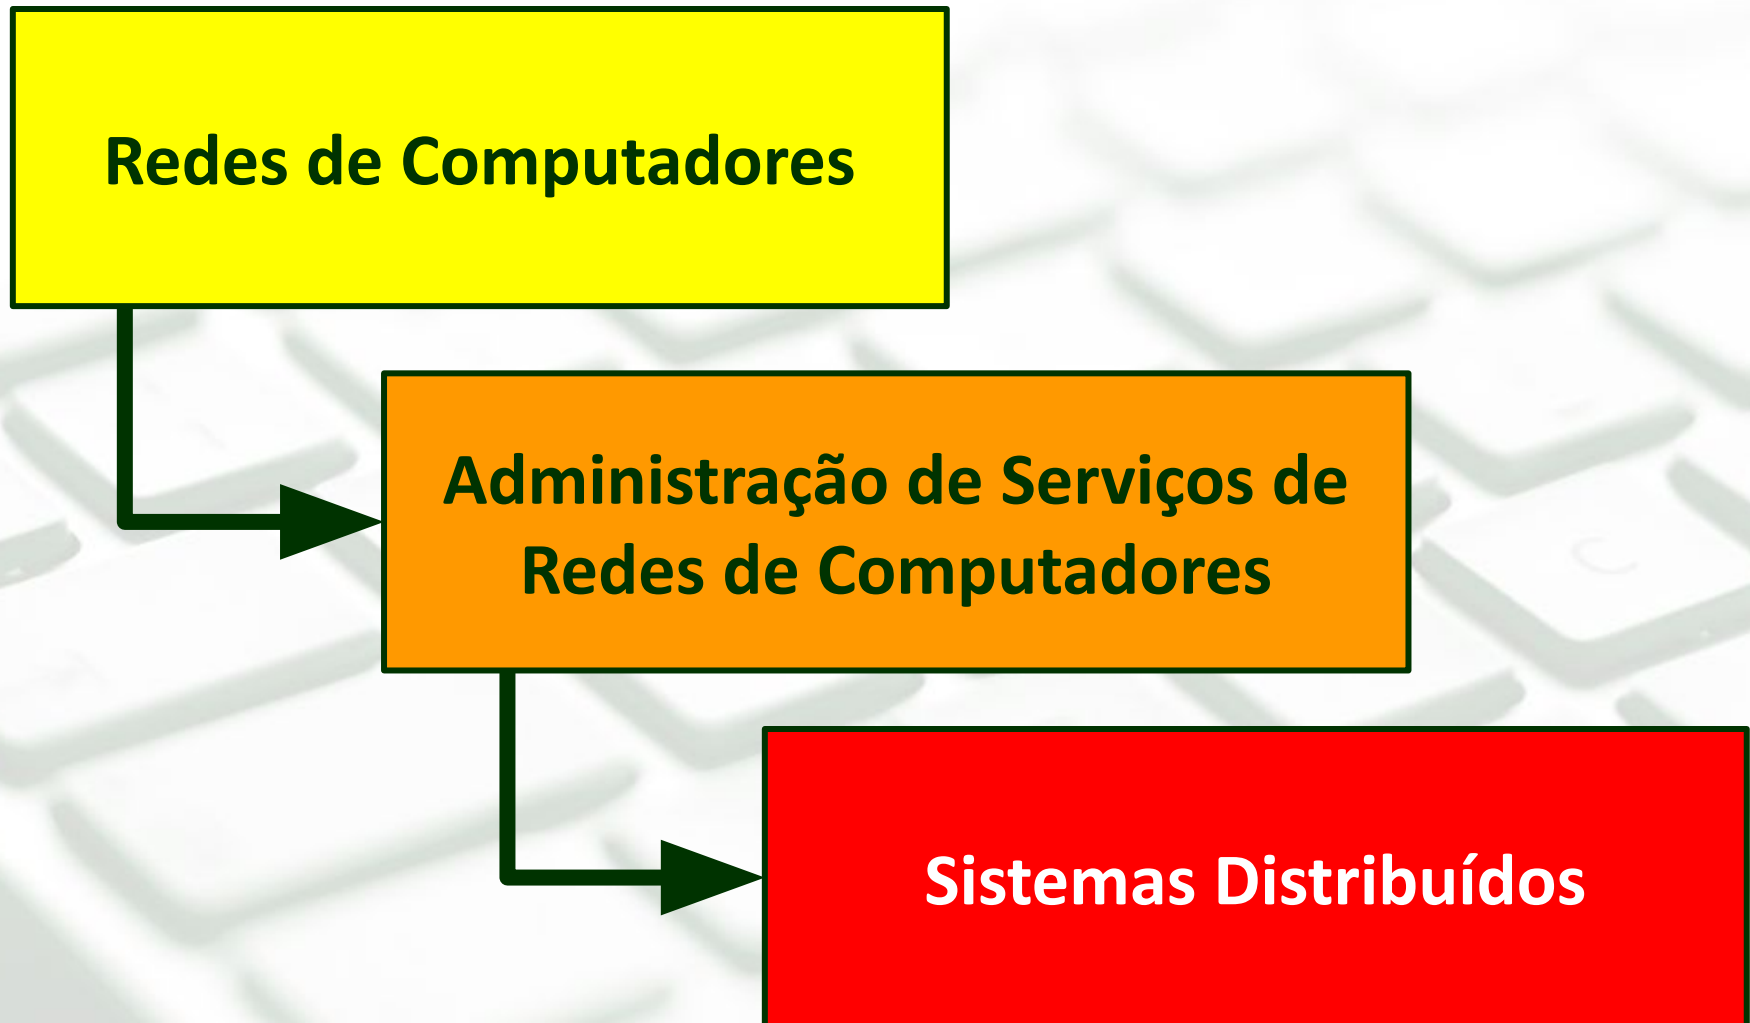 Redes de Computadores
Administração de Serviços de
Redes de Computadores
Sistemas Distribuídos